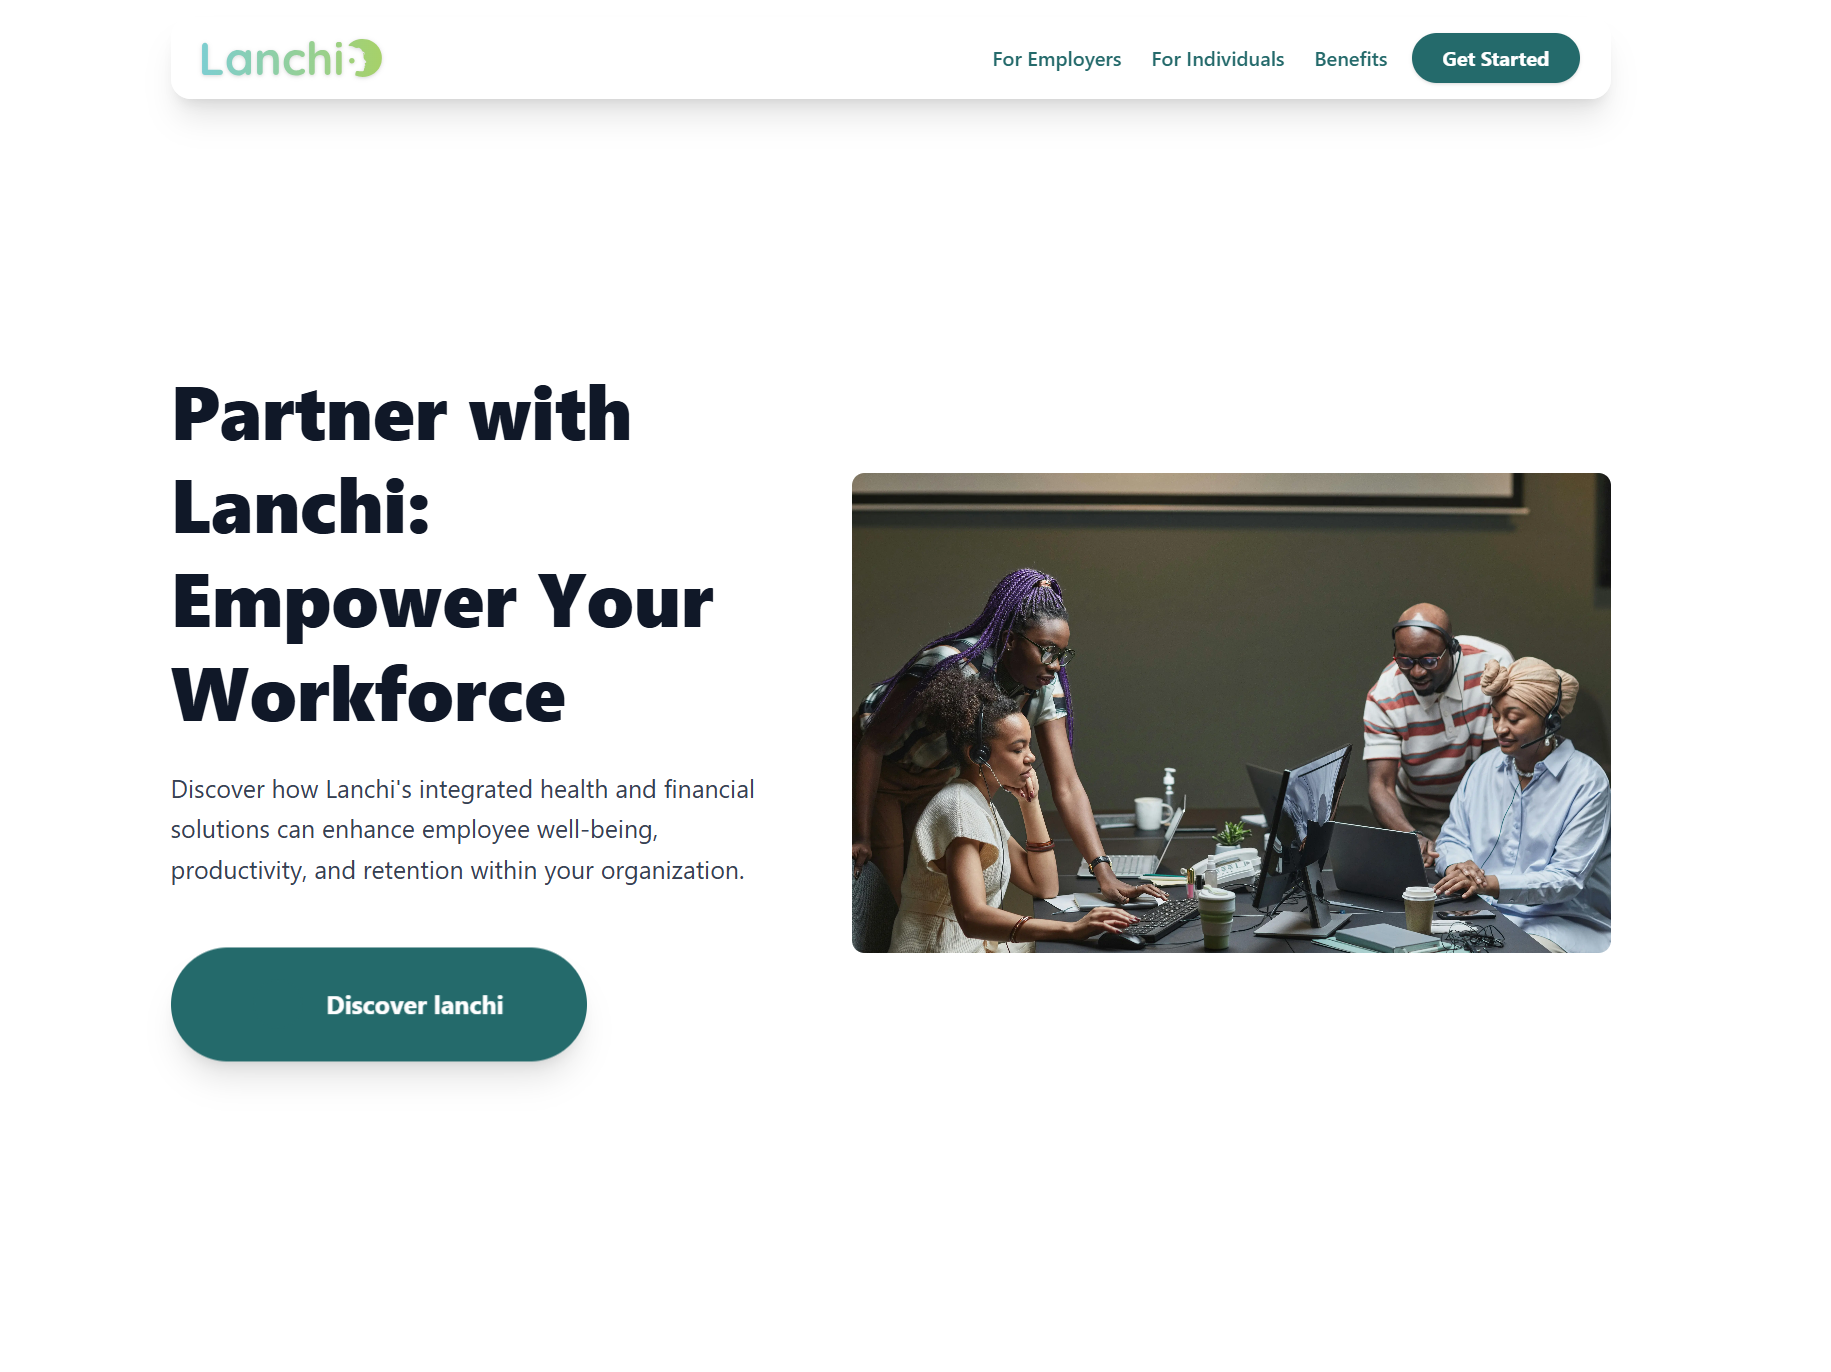 Lanchi
For Employers
For Individuals
Benefits
Get Started
Partner with
Lanchi:
Empower Your
Workforce
Discover how Lanchi's integrated health and financial
solutions can enhance employee well-being,
productivity, and retention within your organization.
Discover lanchi